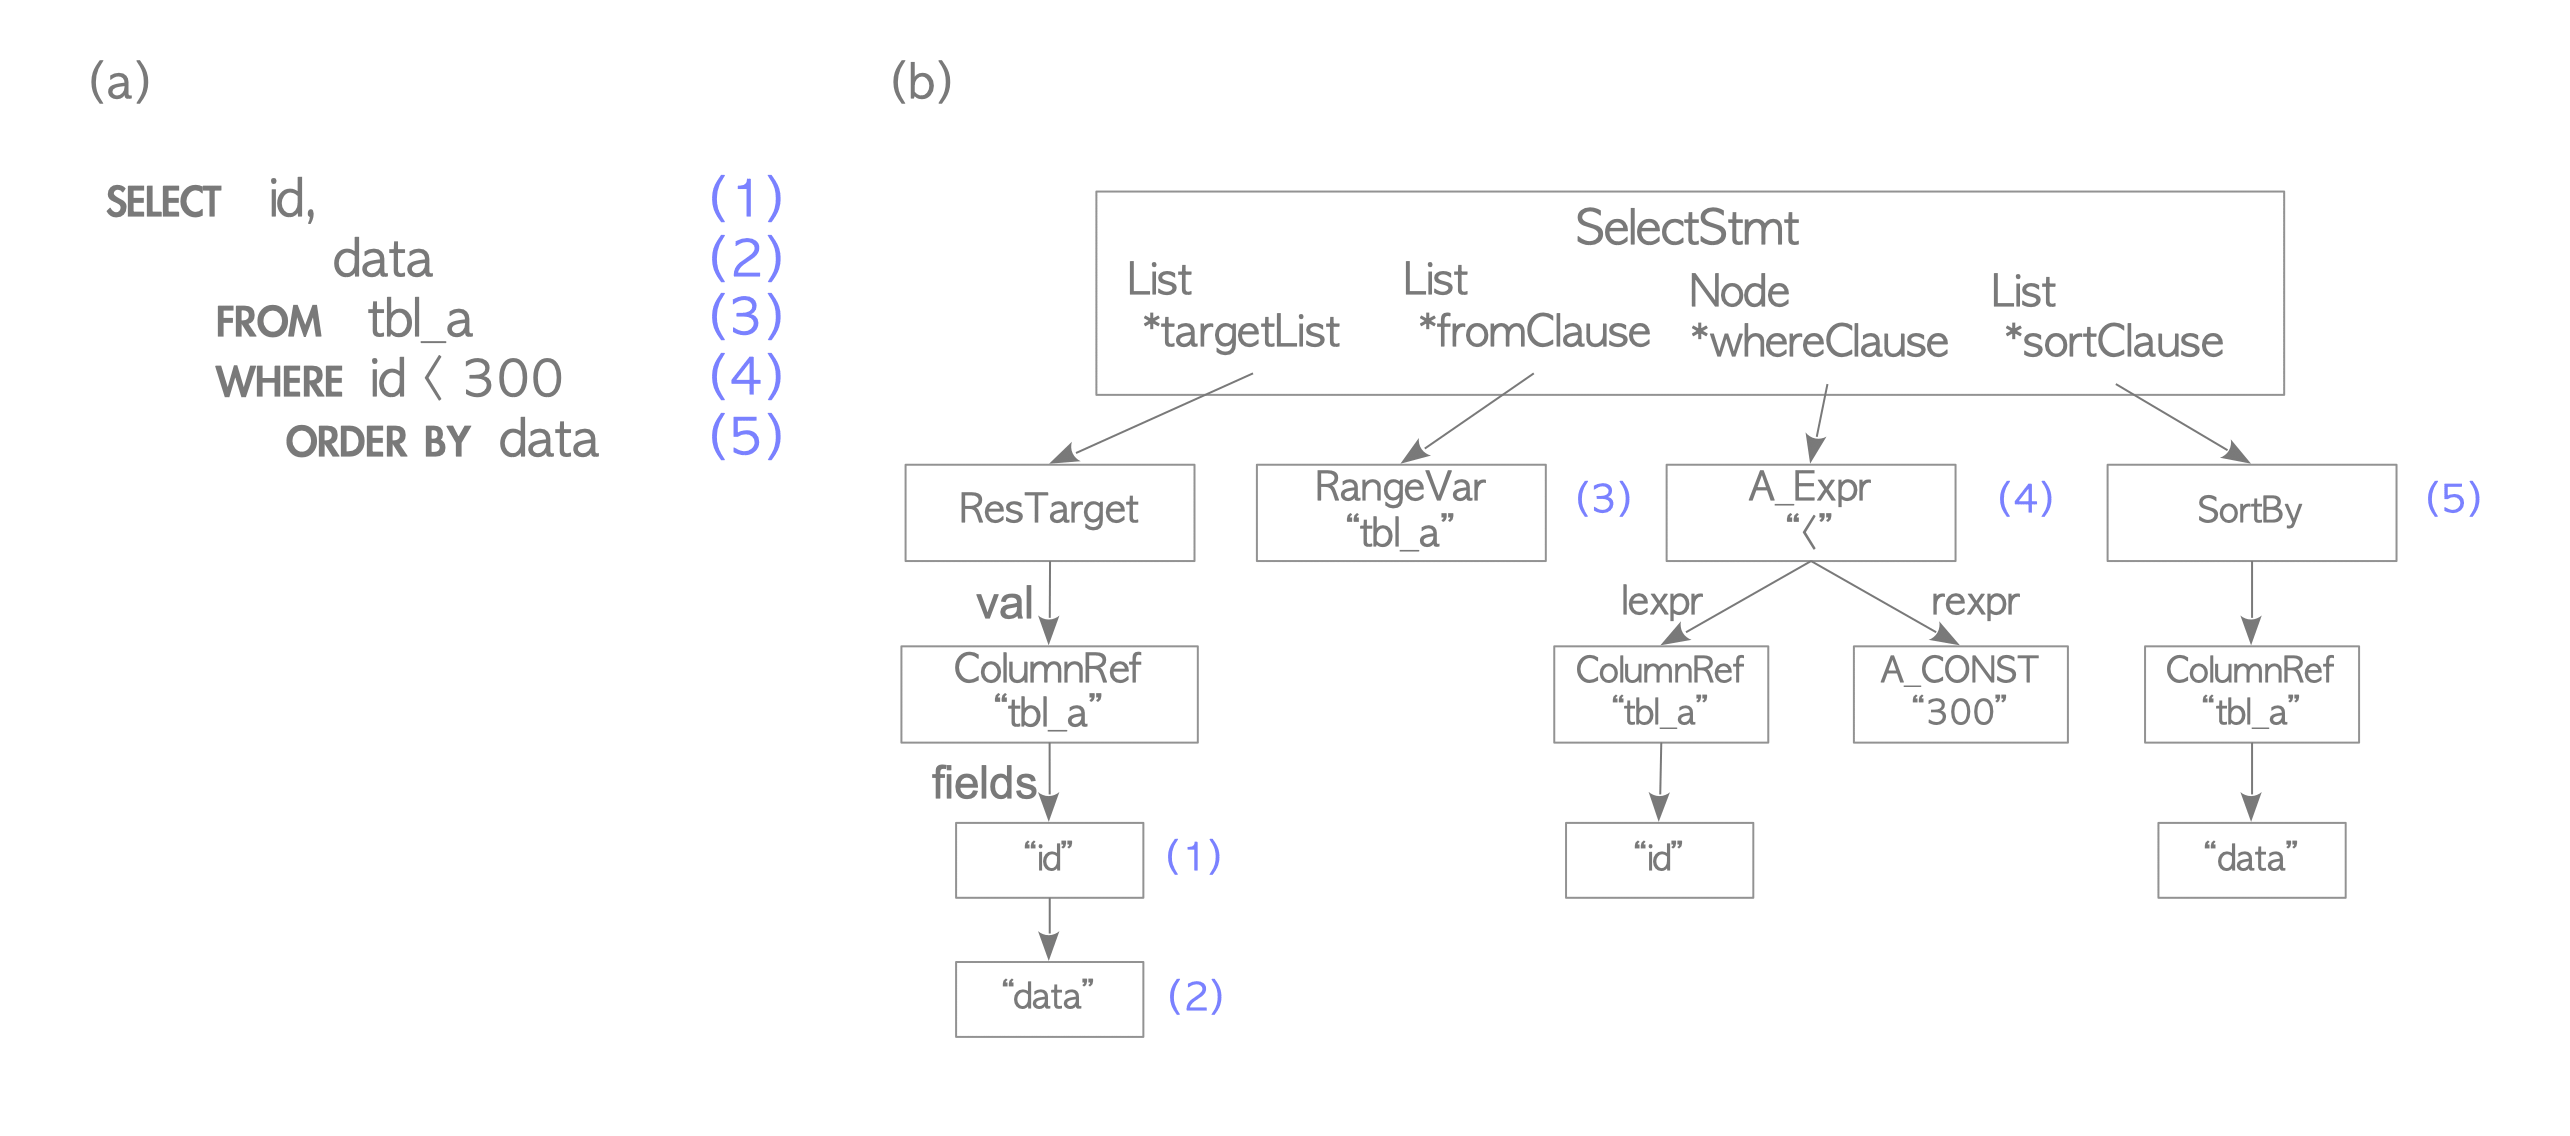 (a)
SELECT id, (1)
data (2)
FROM tbl_a (3)
WHERE id < 300 (4)
ORDER BY data (5)
(b)
SelectStmt
List
*targetList
List
*fromClause
Node
*whereClause
List
*sortClause
ResTarget
RangeVar
“tbl_a”
(3)
A_Expr
“<”
(4)
SortBy
(5)
val
lexpr
rexpr
ColumnRef
“tbl_a”
ColumnRef
“tbl_a”
A_CONST
“300”
ColumnRef
“tbl_a”
fields
“id”
(1)
“id”
“data”
“data”
(2)